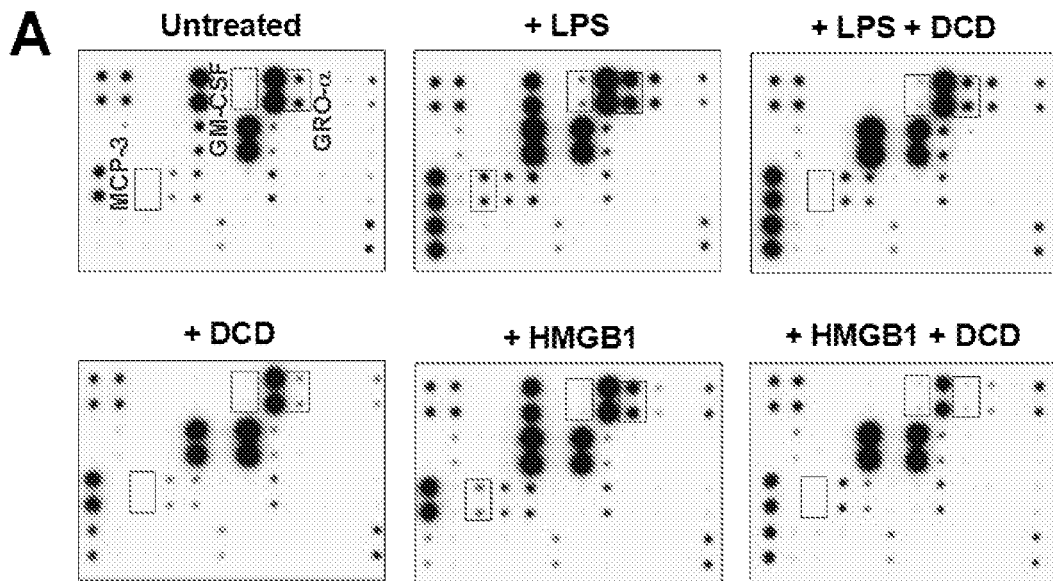 A
Untreated
+ LPS
+ LPS + DCD
GM-CSF
GRO-α
MCP-3
+ DCD
+ HMGB1
+ HMGB1 + DCD